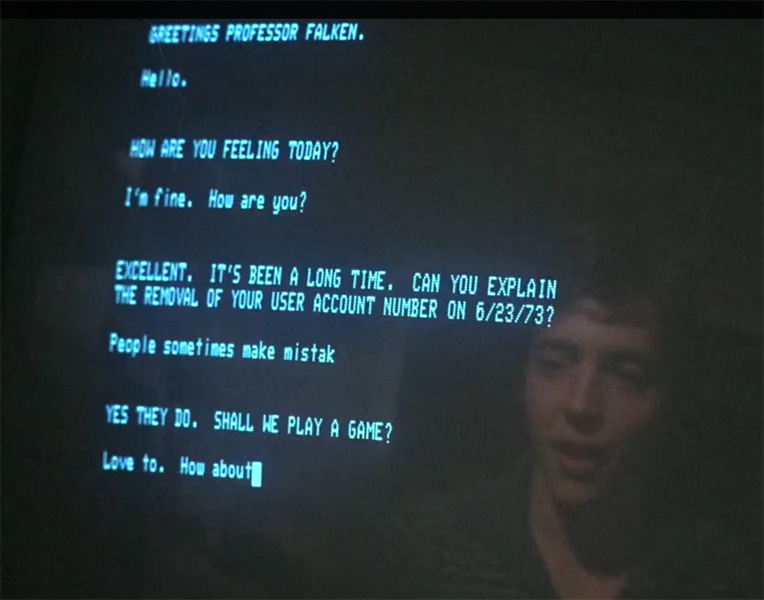 GREETINGS PROFESSOR FALKEN.
Hello.
HOW ARE YOU FEELING TODAY?
I'm fine.  How are you?
EXCELLENT.  IT'S BEEN A LONG TIME.  CAN YOU EXPLAIN
THE REMOVAL OF YOUR USER ACCOUNT NUMBER ON 6/23/73?
People sometimes make mistak
YES THEY DO.  SHALL WE PLAY A GAME?
Love to.  How about